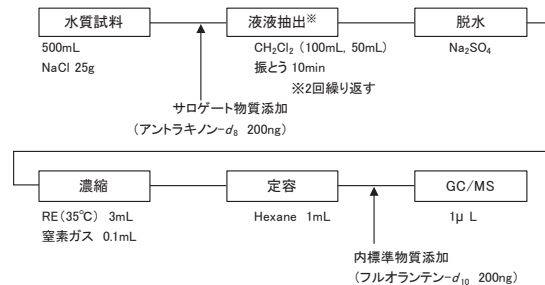 水質試料
500mL
NaCl 25g
サロゲート物質添加
（アントラキノン-d8 200ng）
液液抽出※
CH2Cl2 （100mL, 50mL）
振とう 10min
※2回繰り返す
脱水
Na2SO4
濃縮
RE（35℃） 3mL
窒素ガス 0.1mL
定容
Hexane 1mL
内標準物質添加
（フルオランテン-d10 200ng）
GC/MS
1μ L